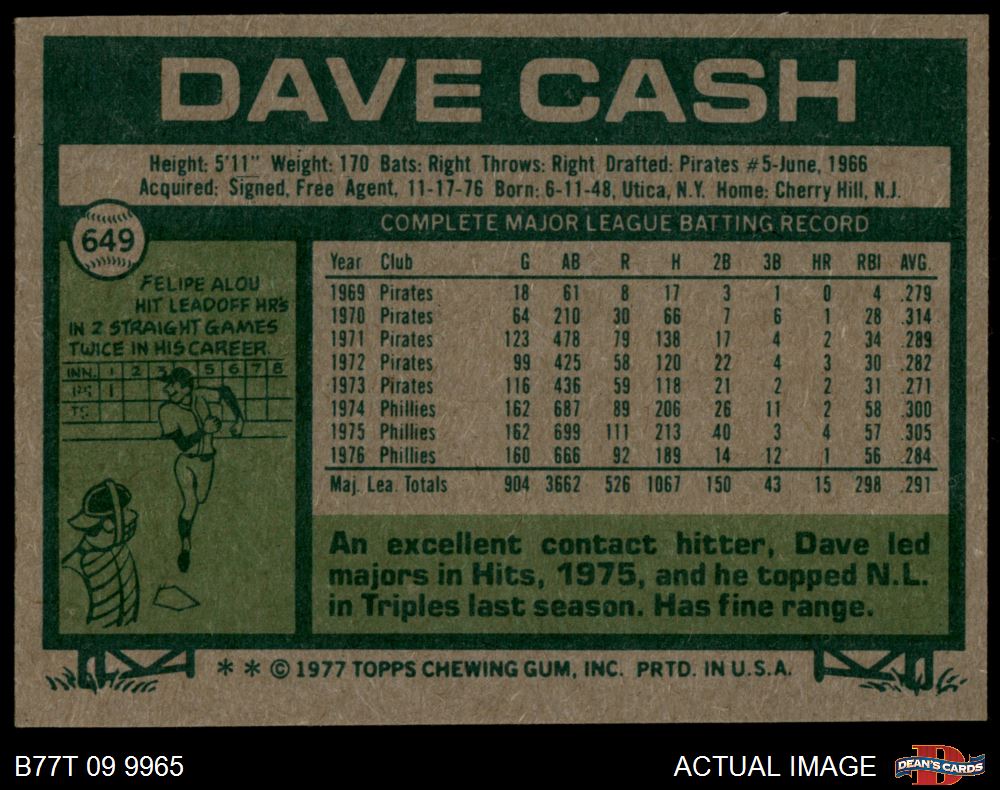 DAVE CASH
Height: 5'11" Weight: 170 Bats: Right Throws: Right Drafted: Pirates #5-June, 1966
Acquired: Signed, Free Agent, 11-17-76 Born: 6-11-48, Utica, N.Y. Home: Cherry Hill, N.J.
649
COMPLETE MAJOR LEAGUE BATTING RECORD
FELIPE ALOU
HIT LEADOFF HR's
IN 2 STRAIGHT GAMES
TWICE IN HIS CAREER.
INN. 1 2 3 5 6 7 8
Year Club G AB R H 2B 3B HR RBI AVG.
1969 Pirates 18 61 8 17 3 1 0 4 .279
1970 Pirates 64 210 30 66 7 6 1 28 .314
1971 Pirates 123 478 79 138 17 4 2 34 .289
1972 Pirates 99 425 58 120 22 4 3 30 .282
1973 Pirates 116 436 59 118 21 2 2 31 .271
1974 Phillies 162 687 89 206 26 11 2 58 .300
1975 Phillies 162 699 111 213 40 3 4 57 .305
1976 Phillies 160 666 92 189 14 12 1 56 .284
Maj. Lea. Totals 904 3662 526 1067 150 43 15 298 .291
An excellent contact hitter, Dave led
majors in Hits, 1975, and he topped N.L.
in Triples last season. Has fine range.
* * © 1977 TOPPS CHEWING GUM, INC. PRTD. IN U.S.A.
B77T 09 9965
ACTUAL IMAGE
DEAN'S CARDS